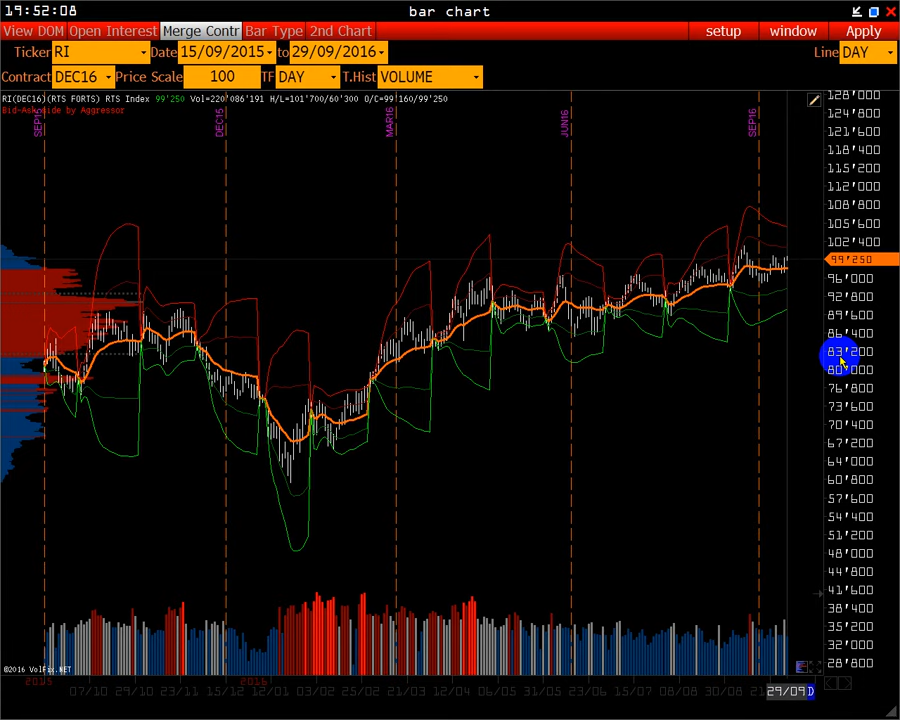 19:52:08 bar chart
View DOM Open Interest Merge Contr Bar Type 2nd Chart setup window Apply
Ticker RI Date 15/09/2015 to 29/09/2016 Line DAY
Contract DEC16 Price Scale 100 TF DAY T.Hist VOLUME
RI(DEC16)(RTS FORTS) RTS Index 99'250 Vol=220'086'191 H/L=101'700/60'300 O/C=99'160/99'250
Bid-Ask side by Aggressor
SEP15
DEC15
MAR16
JUN16
SEP16
128'000
124'800
121'600
118'400
115'200
112'000
108'800
105'600
102'400
99'250
96'000
92'800
89'600
86'400
83'200
80'000
76'800
73'600
70'400
67'200
64'000
60'800
57'600
54'400
51'200
48'000
44'800
41'600
38'400
35'200
32'000
28'800
©2016 VolFix.NET
2015 2016
07/10 29/10 23/11 15/12 12/01 03/02 25/02 21/03 12/04 06/05 31/05 23/06 15/07 08/08 30/08 29/09 D